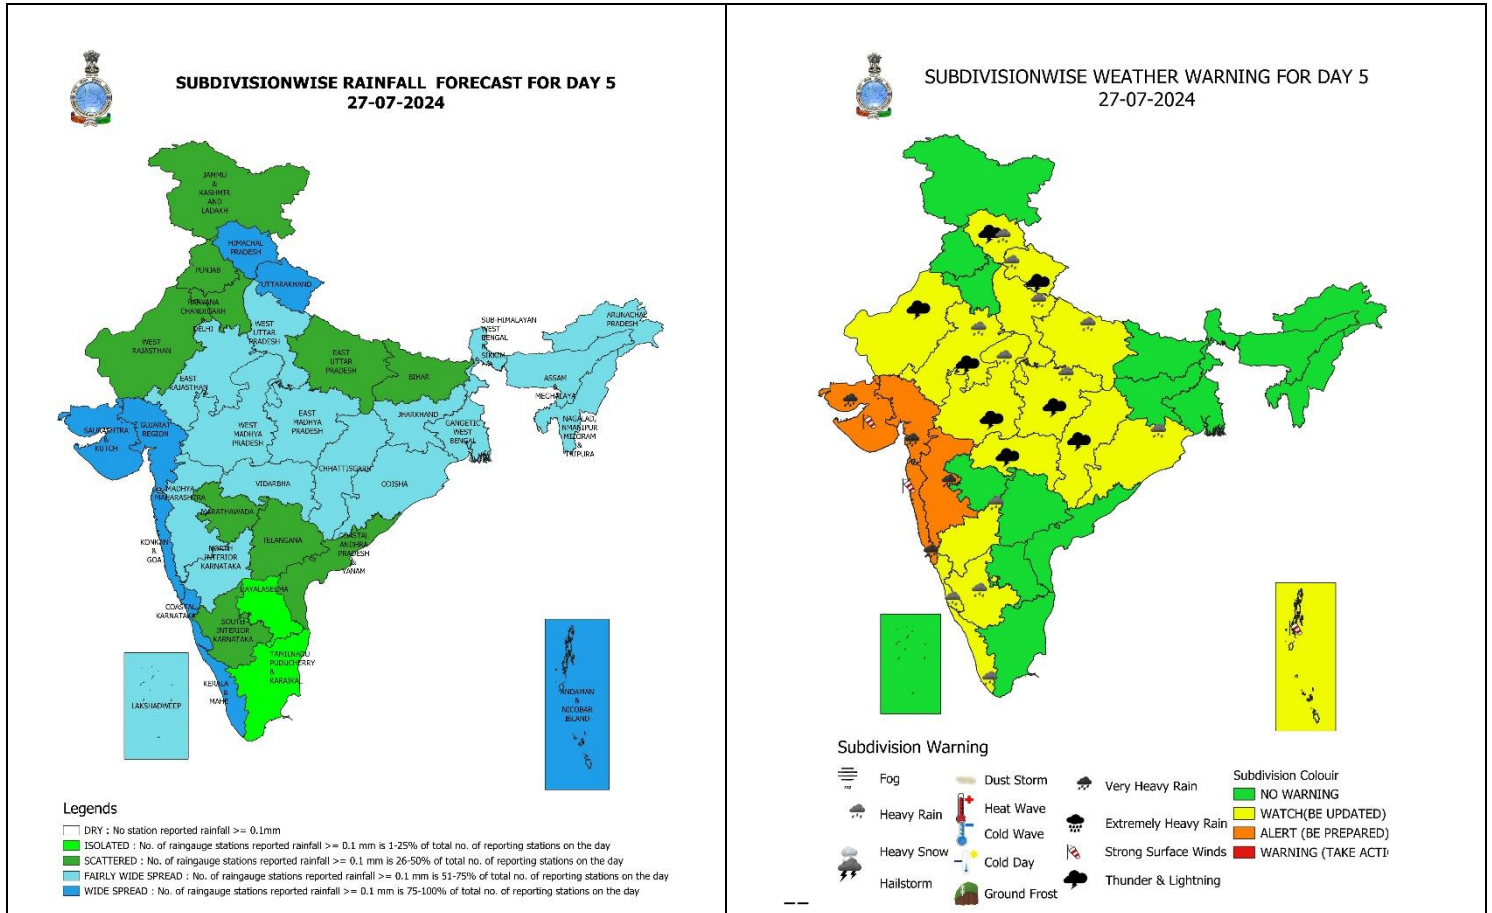 SUBDIVISIONWISE RAINFALL FORECAST FOR DAY 5
27-07-2024
JAMMU
&
KASHMIR
AND
LADAKH
HIMACHAL
PRADESH
PUNJAB
UTTARAKHAND
HARYANA
CHANDIGARH
&
DELHI
WEST
UTTAR
PRADESH
WEST
RAJASTHAN
EAST
UTTAR
PRADESH
BIHAR
SUB-HIMALAYAN
WEST
BENGAL
&
SIKKIM
ARUNACHAL
PRADESH
ASSAM
&
MEGHALAYA
NAGALAD,
NMANIPUR
MIZORAM
&
TRIPURA
EAST
RAJASTHAN
SAURASHTRA
&
KUTCH
GUJARAT
REGION
WEST
MADHYA
PRADESH
EAST
MADHYA
PRADESH
JHARKHAND
GANGETIC
WEST
BENGAL
CHHATTISGARH
ODISHA
VIDARBHA
MADHYA
MAHARASHTRA
MARATHAWADA
TELANGANA
COASTAL
ANDHRA
PRADESH
&
YANAM
KONKAN
&
GOA
NORTH
INTERIOR
KARNATAKA
RAYALASEEMA
COASTAL
KARNATAKA
SOUTH
INTERIOR
KARNATAKA
TAMILNADU
PUDUCHERRY
&
KARAIKAL
KERALA
&
MAHE
LAKSHADWEEP
ANDAMAN
&
NICOBAR
ISLAND
Legends
DRY : No station reported rainfall >= 0.1mm
ISOLATED : No. of raingauge stations reported rainfall >= 0.1 mm is 1-25% of total no. of reporting stations on the day
SCATTERED : No. of raingauge stations reported rainfall >= 0.1 mm is 26-50% of total no. of reporting stations on the day
FAIRLY WIDE SPREAD : No. of raingauge stations reported rainfall >= 0.1 mm is 51-75% of total no. of reporting stations on the day
WIDE SPREAD : No. of raingauge stations reported rainfall >= 0.1 mm is 75-100% of total no. of reporting stations on the day
SUBDIVISIONWISE WEATHER WARNING FOR DAY 5
27-07-2024
Subdivision Warning
Fog
Heavy Rain
Heavy Snow
Hailstorm
Dust Storm
Heat Wave
Cold Wave
Cold Day
Ground Frost
Very Heavy Rain
Extremely Heavy Rain
Strong Surface Winds
Thunder & Lightning
Subdivision Colouir
NO WARNING
WATCH(BE UPDATED)
ALERT (BE PREPARED)
WARNING (TAKE ACTI